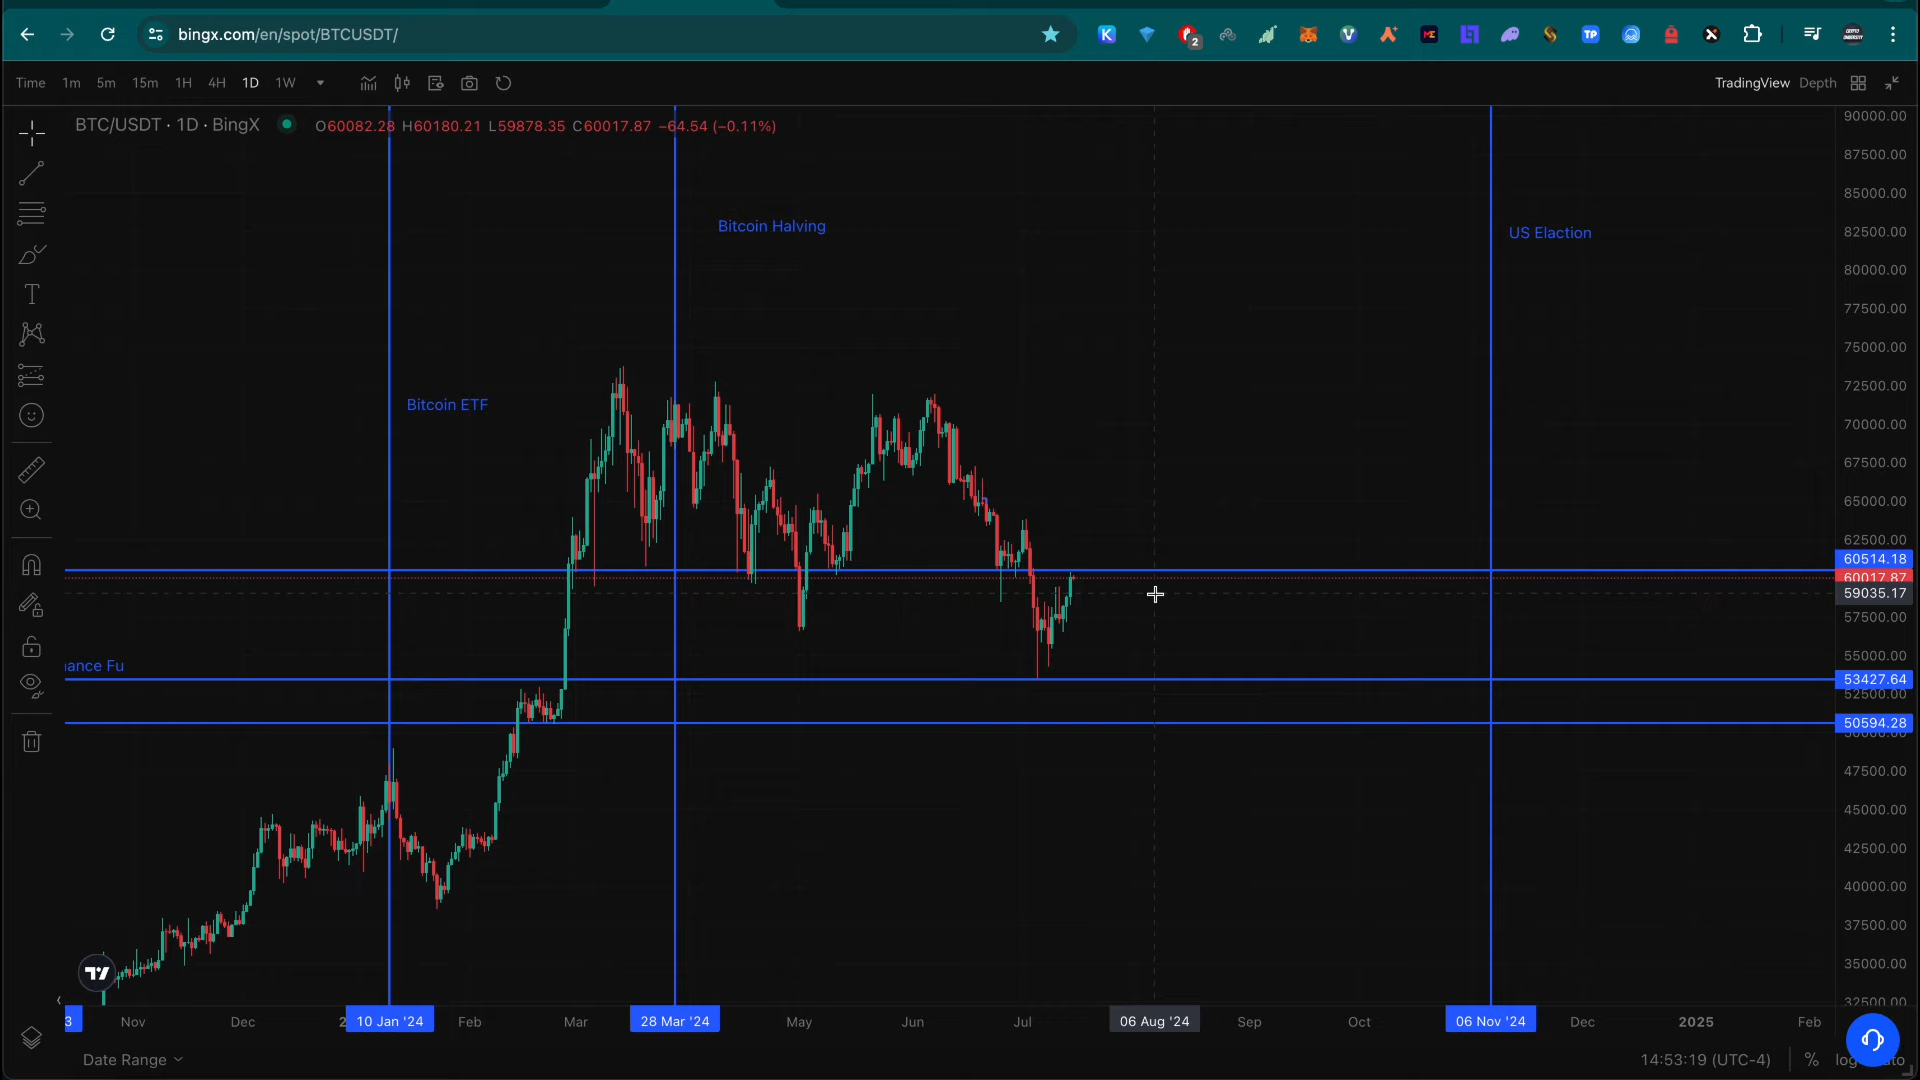 bingx.com/en/spot/BTCUSDT/
2
Time 1m 5m 15m 1H 4H 1D 1W
TradingView Depth
BTC/USDT · 1D · BingX O60082.28 H60180.21 L59878.35 C60017.87 −64.54 (−0.11%)
Bitcoin Halving
US Elaction
Bitcoin ETF
ance Fu
90000.00
87500.00
85000.00
82500.00
80000.00
77500.00
75000.00
72500.00
70000.00
67500.00
65000.00
62500.00
60514.18
60017.87
59035.17
57500.00
55000.00
53427.64
52500.00
50594.28
50000.00
47500.00
45000.00
42500.00
40000.00
37500.00
35000.00
32500.00
3 Nov Dec 2 10 Jan '24 Feb Mar 28 Mar '24 May Jun Jul 06 Aug '24 Sep Oct 06 Nov '24 Dec 2025 Feb
Date Range 14:53:19 (UTC-4) % log